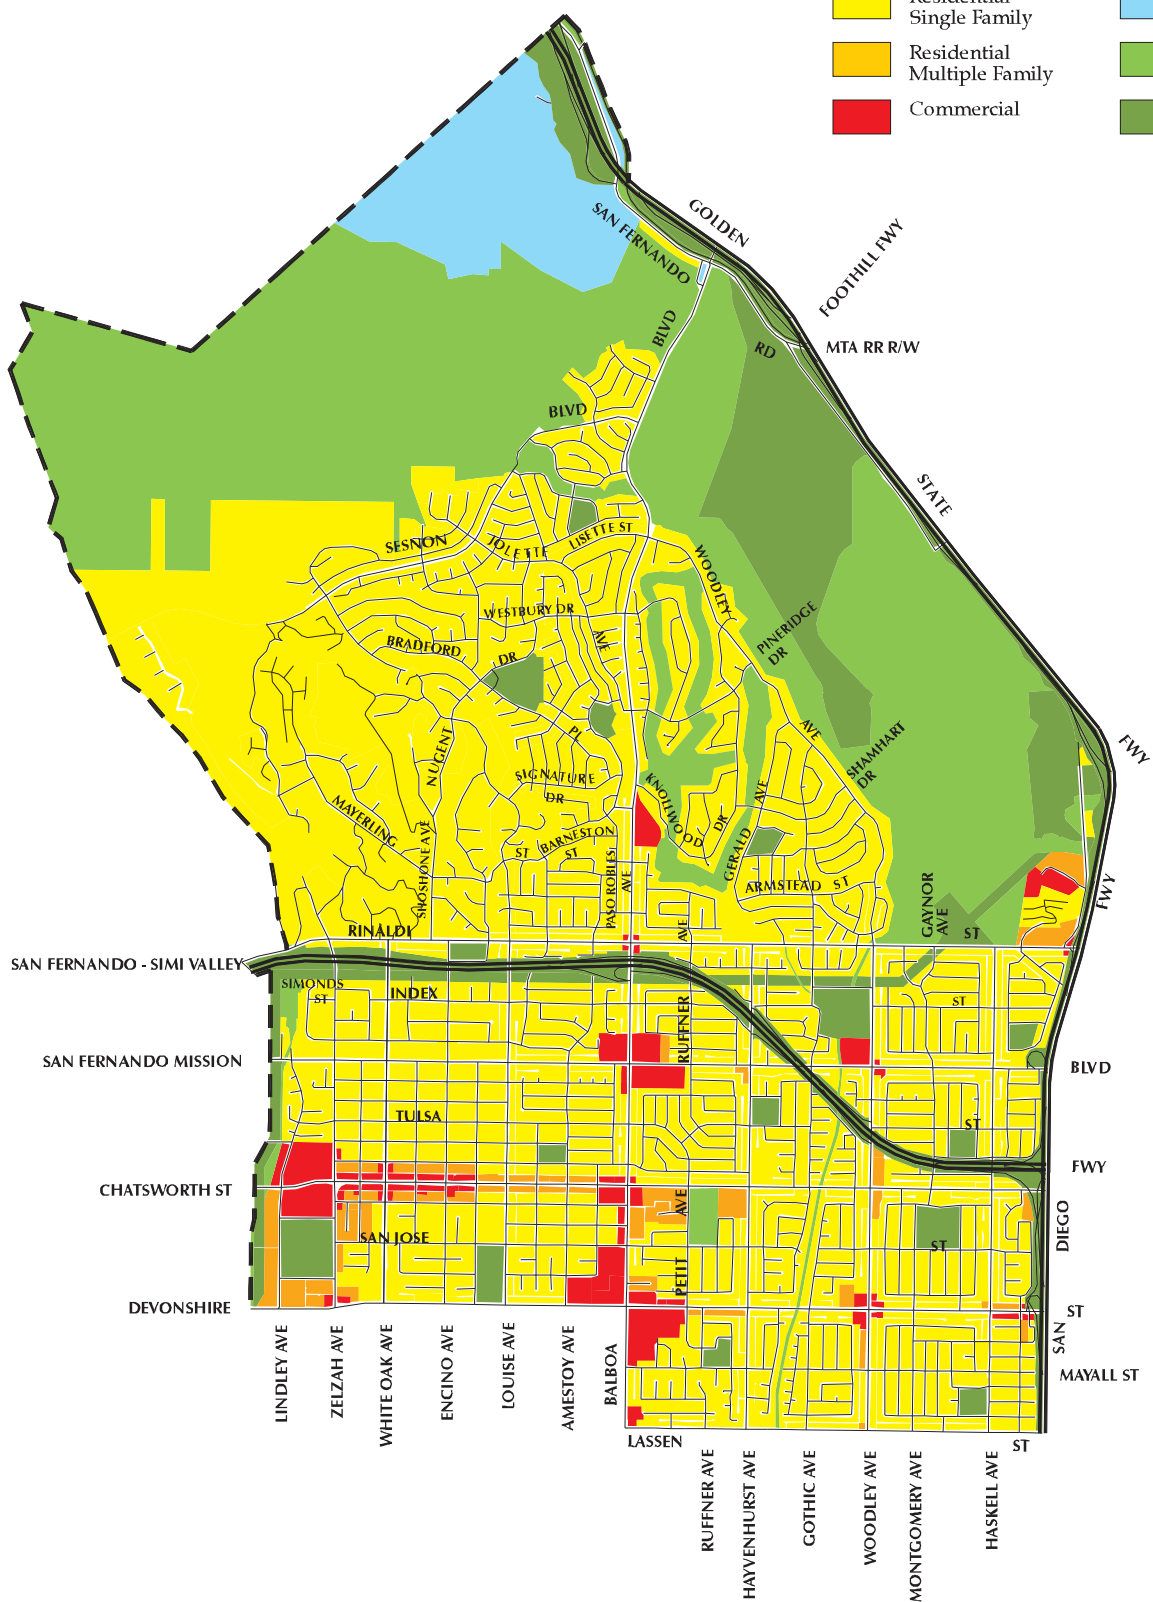 Residential
Single Family
Residential
Multiple Family
Commercial
GOLDEN
FOOTHILL FWY
SAN FERNANDO
MTA RR R/W
RD
BLVD
BLVD
STATE
SESNON
JOLETTE
LISETTE ST
WOODLEY
WESTBURY DR
BRADFORD
DR
AVE
PINERIDGE
DR
AVE
SHAMHART
DR
FWY
PL
NUGENT
SIGNATURE
DR
KNOLLWOOD
DR
AVE
GERALD
MAYERLING
SHOSHONE AVE
BARNESTON
ST
ST
PASO ROBLES
AVE
ARMSTEAD ST
GAYNOR
AVE
FWY
RINALDI
AVE
ST
SAN FERNANDO - SIMI VALLEY
SIMONDS
ST
INDEX
RUFFNER
ST
SAN FERNANDO MISSION
BLVD
TULSA
ST
FWY
CHATSWORTH ST
AVE
SAN JOSE
ST
DIEGO
PETIT
DEVONSHIRE
ST
SAN
MAYALL ST
LINDLEY AVE
ZELZAH AVE
WHITE OAK AVE
ENCINO AVE
LOUISE AVE
AMESTOY AVE
BALBOA
LASSEN
ST
RUFFNER AVE
HAYVENHURST AVE
GOTHIC AVE
WOODLEY AVE
MONTGOMERY AVE
HASKELL AVE